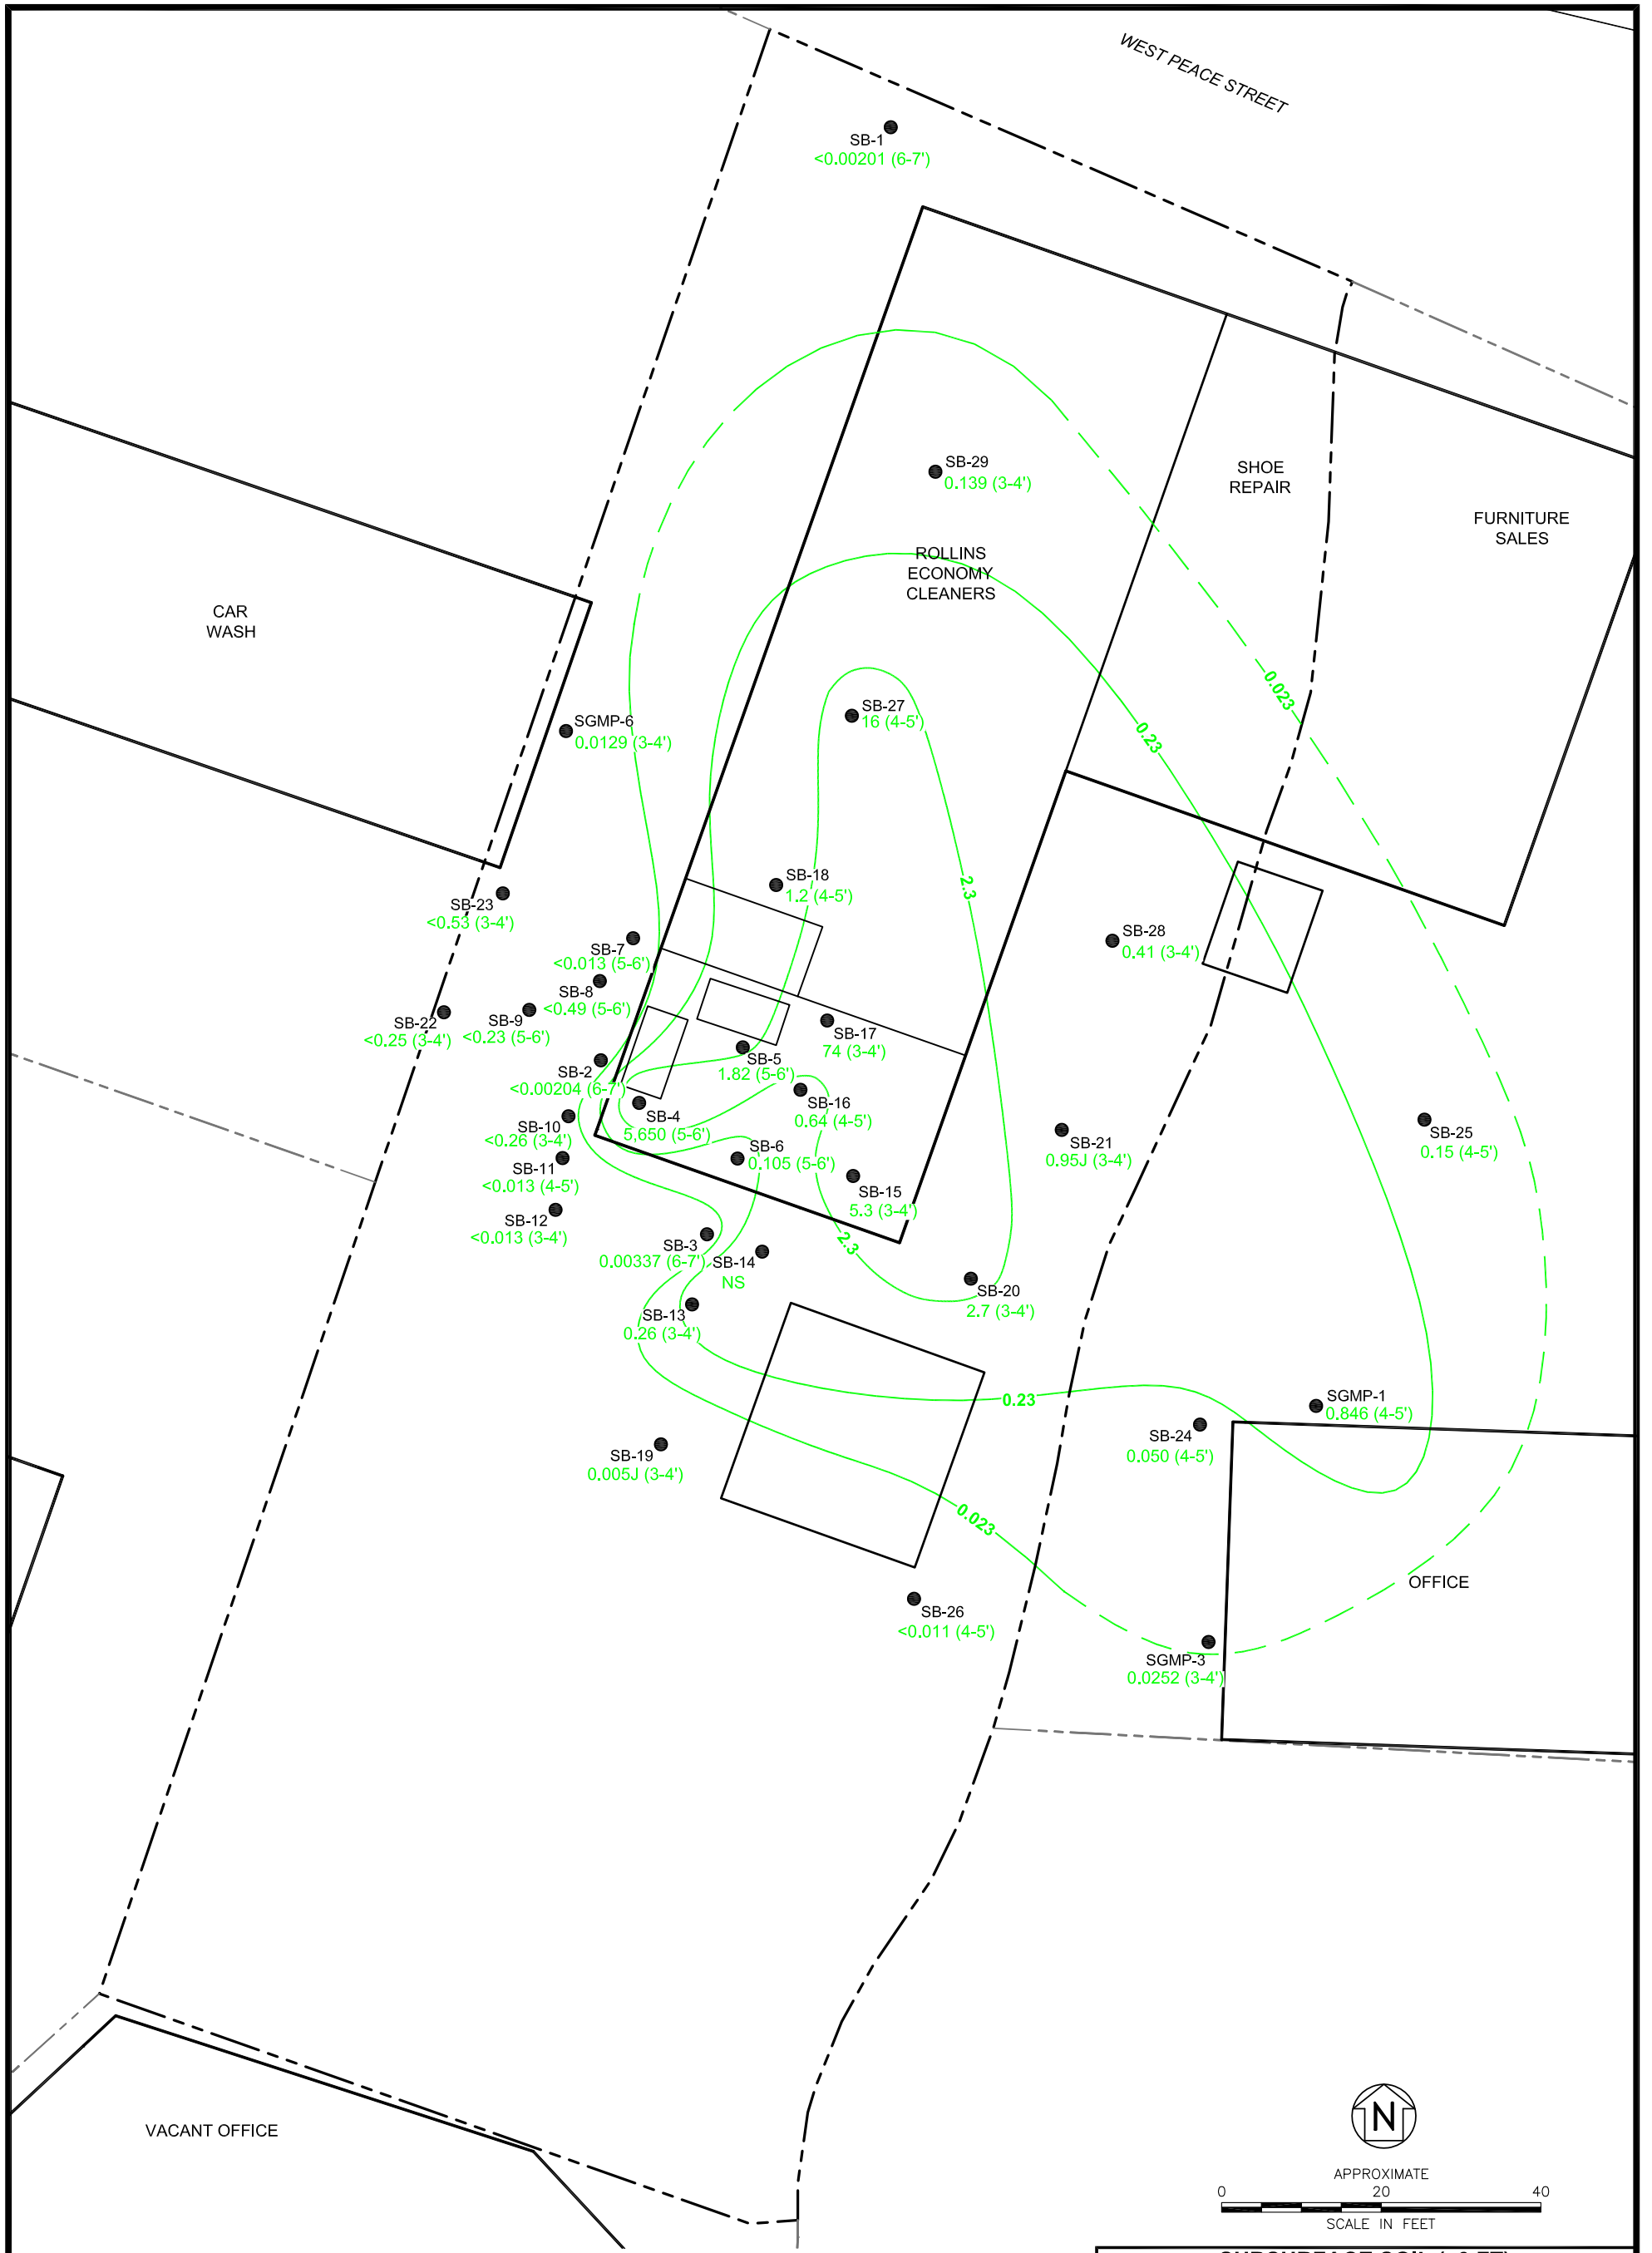 WEST PEACE STREET
SB-1
<0.00201 (6-7')
SB-29
0.139 (3-4')
SHOE
REPAIR
FURNITURE
SALES
ROLLINS
ECONOMY
CLEANERS
CAR
WASH
0.023
0.23
SB-27
16 (4-5')
SGMP-6
0.0129 (3-4')
2.3
SB-18
1.2 (4-5')
SB-23
<0.53 (3-4')
SB-7
<0.013 (5-6')
SB-28
0.41 (3-4')
SB-8
<0.49 (5-6')
SB-22
<0.25 (3-4')
SB-9
<0.23 (5-6')
SB-17
74 (3-4')
SB-5
1.82 (5-6')
SB-2
<0.00204 (6-7')
SB-16
0.64 (4-5')
SB-4
5,650 (5-6')
SB-10
<0.26 (3-4')
SB-21
0.95J (3-4')
SB-25
0.15 (4-5')
SB-6
0.105 (5-6')
SB-11
<0.013 (4-5')
SB-15
5.3 (3-4')
SB-12
<0.013 (3-4')
2.3
SB-3
0.00337 (6-7')
SB-14
NS
SB-20
2.7 (3-4')
SB-13
0.26 (3-4')
0.23
SGMP-1
0.846 (4-5')
SB-24
0.050 (4-5')
SB-19
0.005J (3-4')
0.023
OFFICE
SB-26
<0.011 (4-5')
SGMP-3
0.0252 (3-4')
VACANT OFFICE
N
APPROXIMATE
0 20 40
SCALE IN FEET